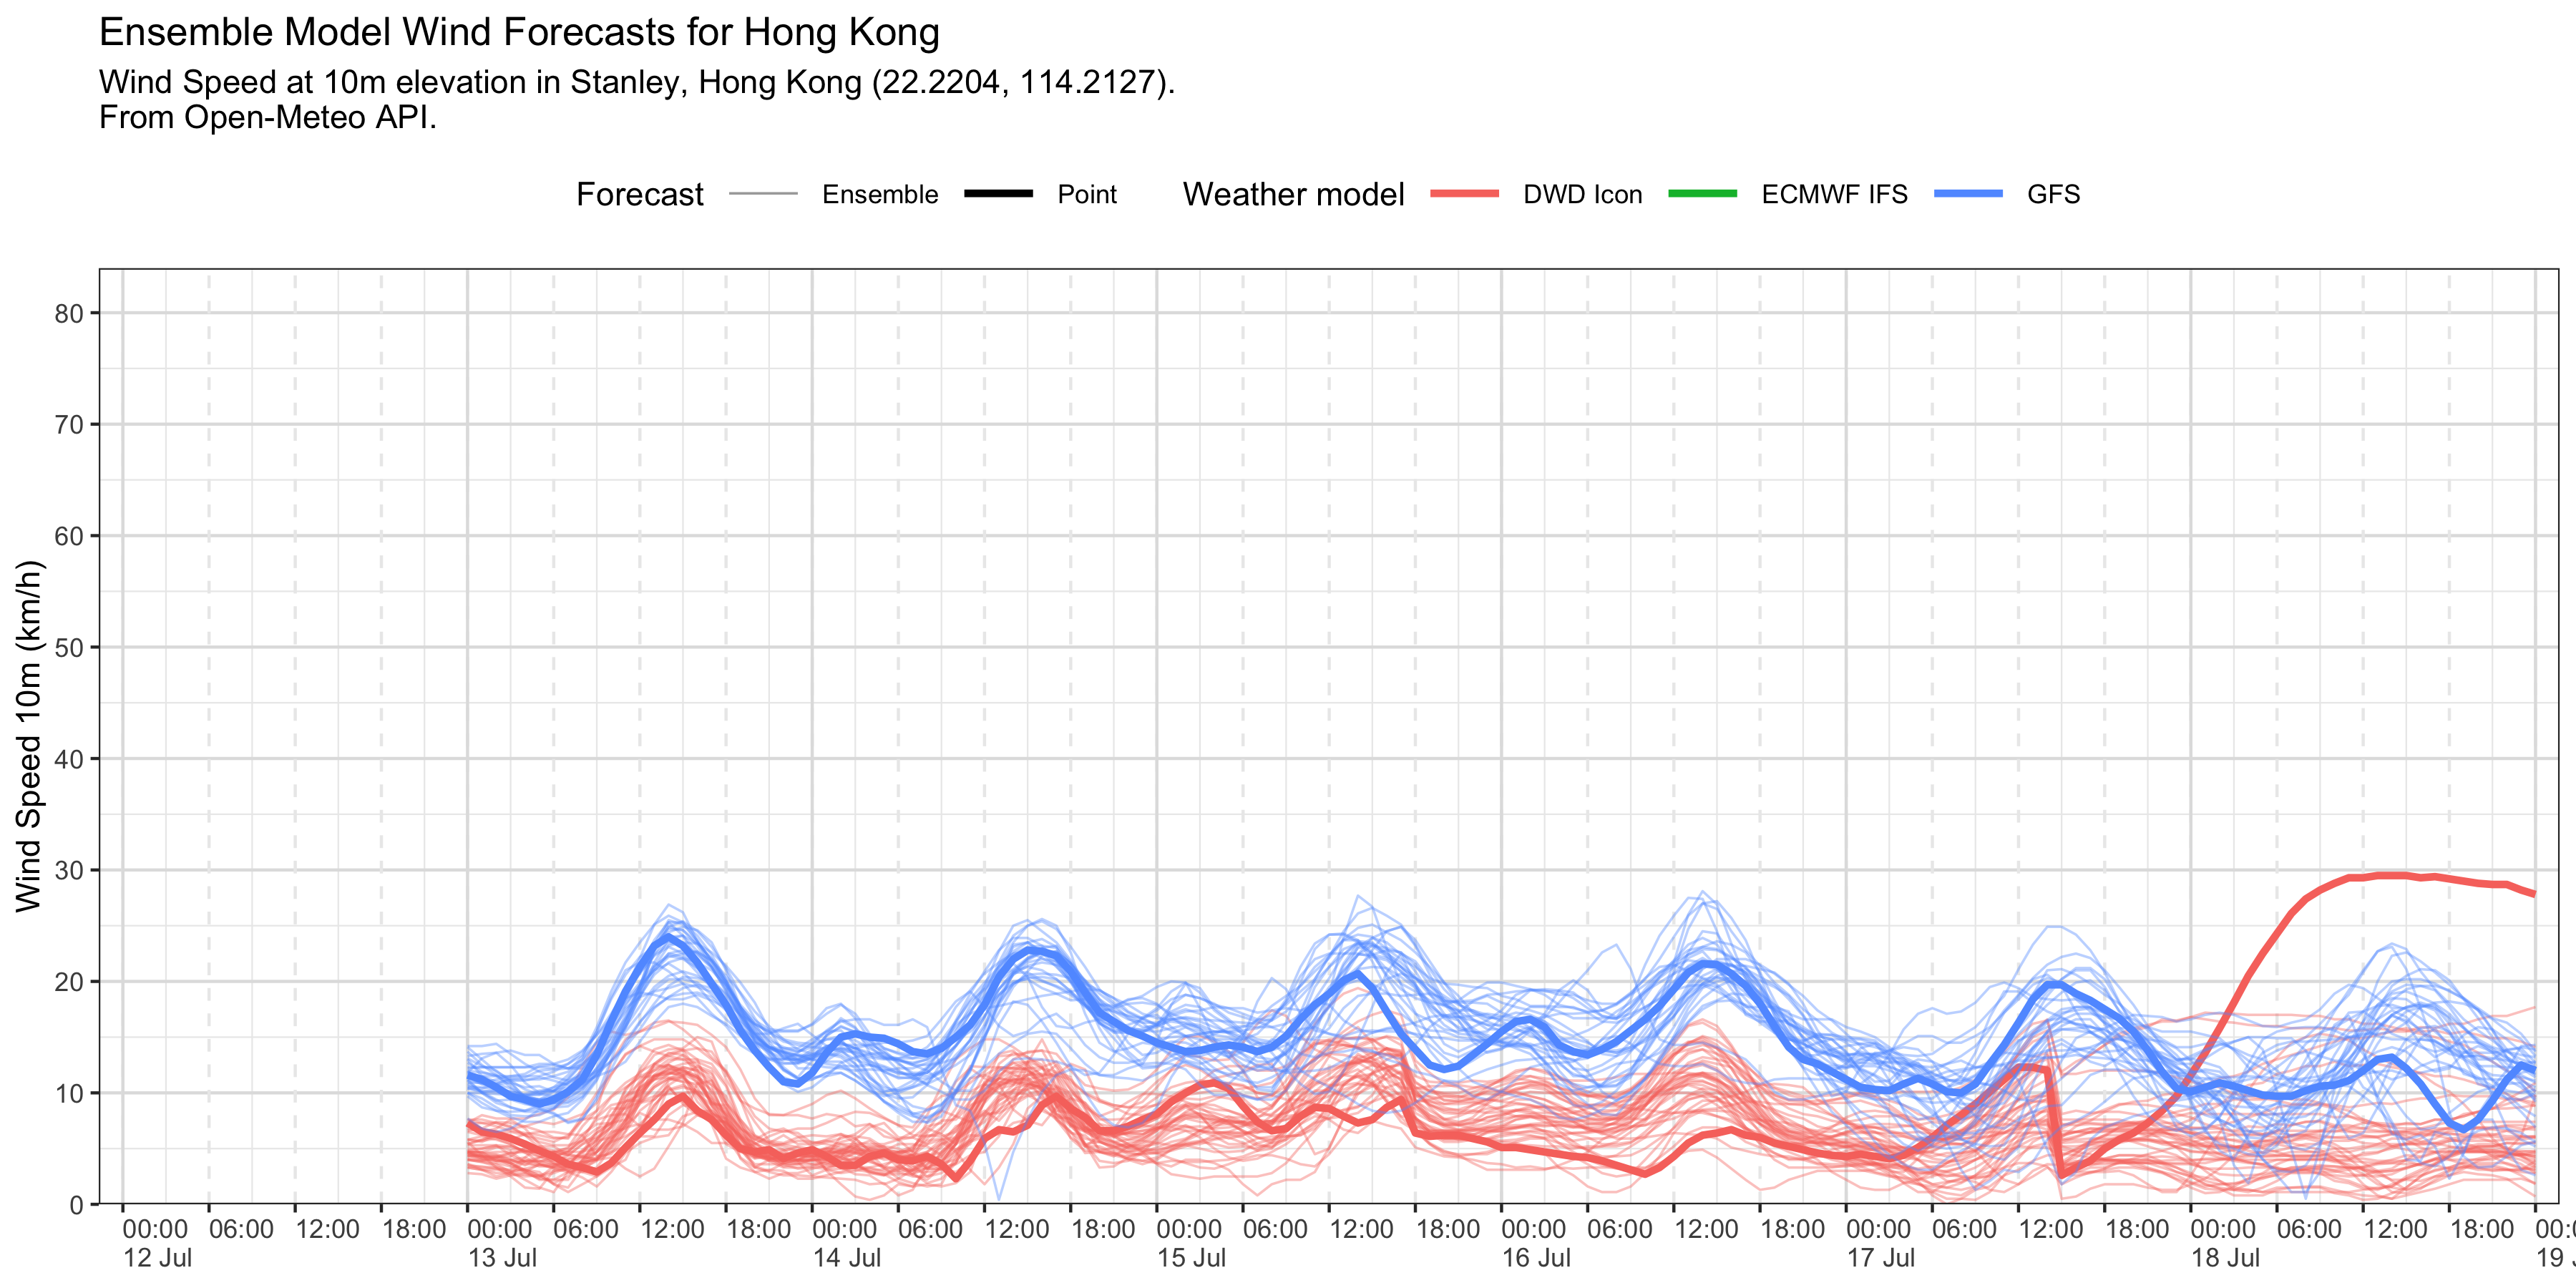 Ensemble Model Wind Forecasts for Hong Kong
Wind Speed at 10m elevation in Stanley, Hong Kong (22.2204, 114.2127).
From Open-Meteo API.
Forecast Ensemble Point Weather model DWD Icon ECMWF IFS GFS
Wind Speed 10m (km/h)
80
70
60
50
40
30
20
10
0
00:00 06:00 12:00 18:00 00:00 06:00 12:00 18:00 00:00 06:00 12:00 18:00 00:00 06:00 12:00 18:00 00:00 06:00 12:00 18:00 00:00 06:00 12:00 18:00 00:00 06:00 12:00 18:00 00:0
12 Jul 13 Jul 14 Jul 15 Jul 16 Jul 17 Jul 18 Jul 19